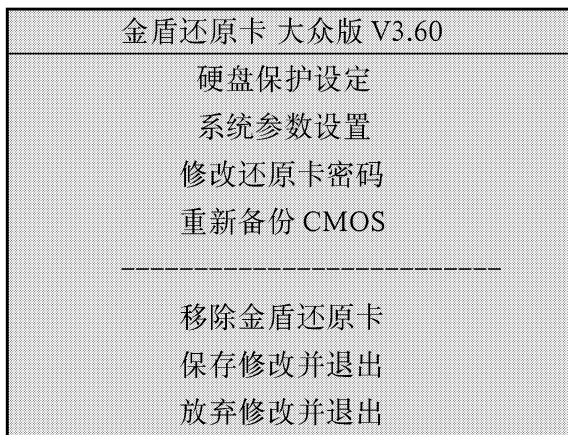 金盾还原卡 大众版 V3.60
硬盘保护设定
系统参数设置
修改还原卡密码
重新备份 CMOS
--------------------------
移除金盾还原卡
保存修改并退出
放弃修改并退出